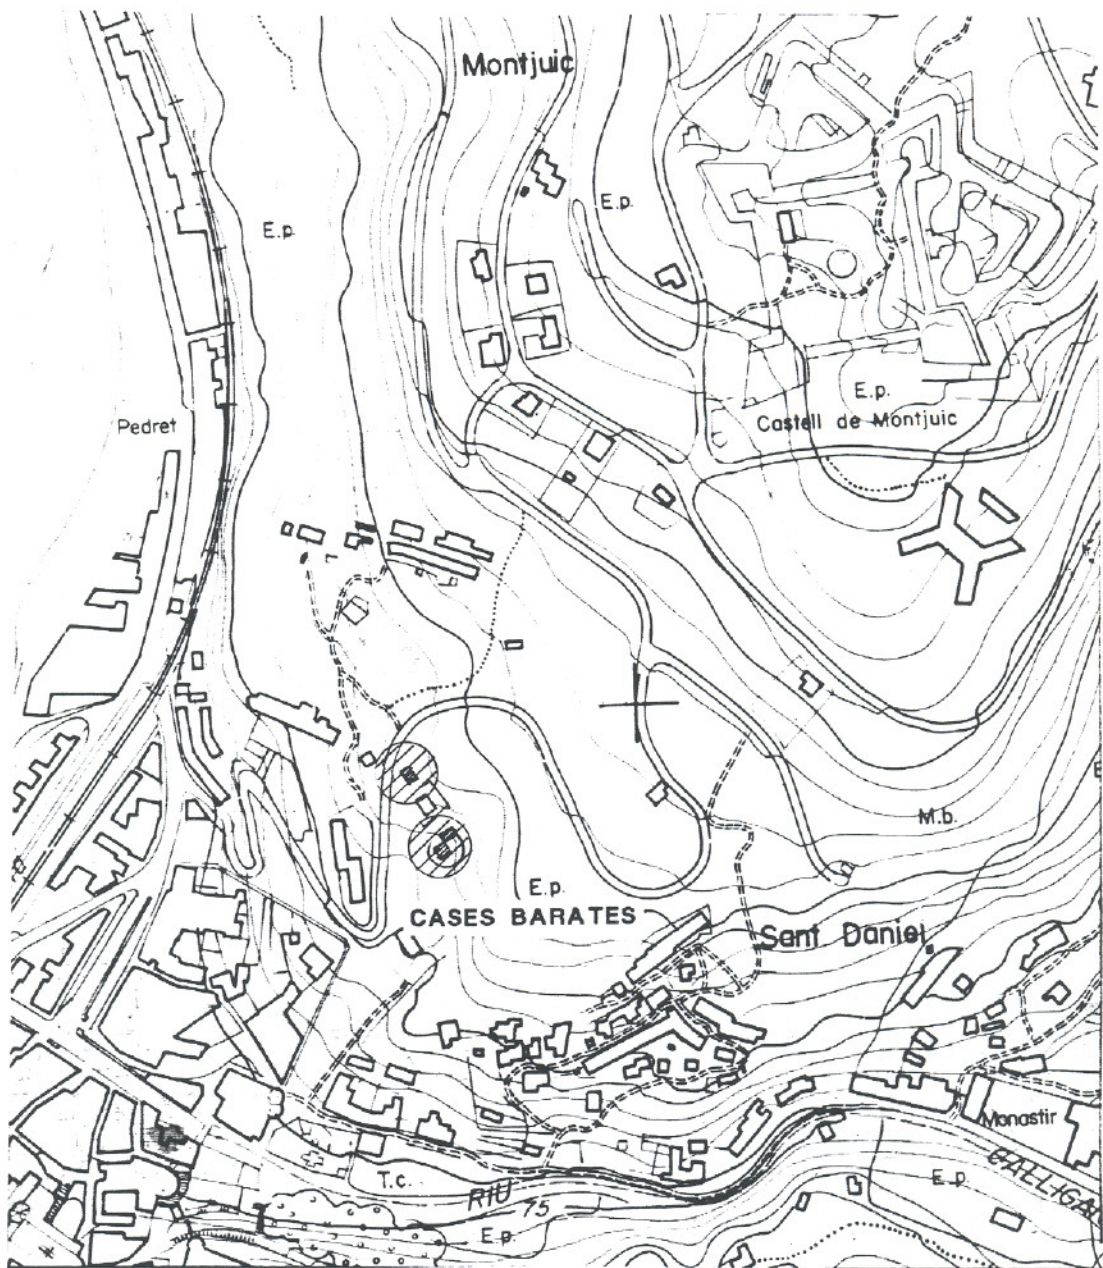 Montjuic
E.p.
E.p.
E.p.
Castell de Montjuic
Pedret
M.b.
E.p.
CASES BARATES
Sant Daniel
Monastir
T.c.
RIU
75
E.p.
E.p.